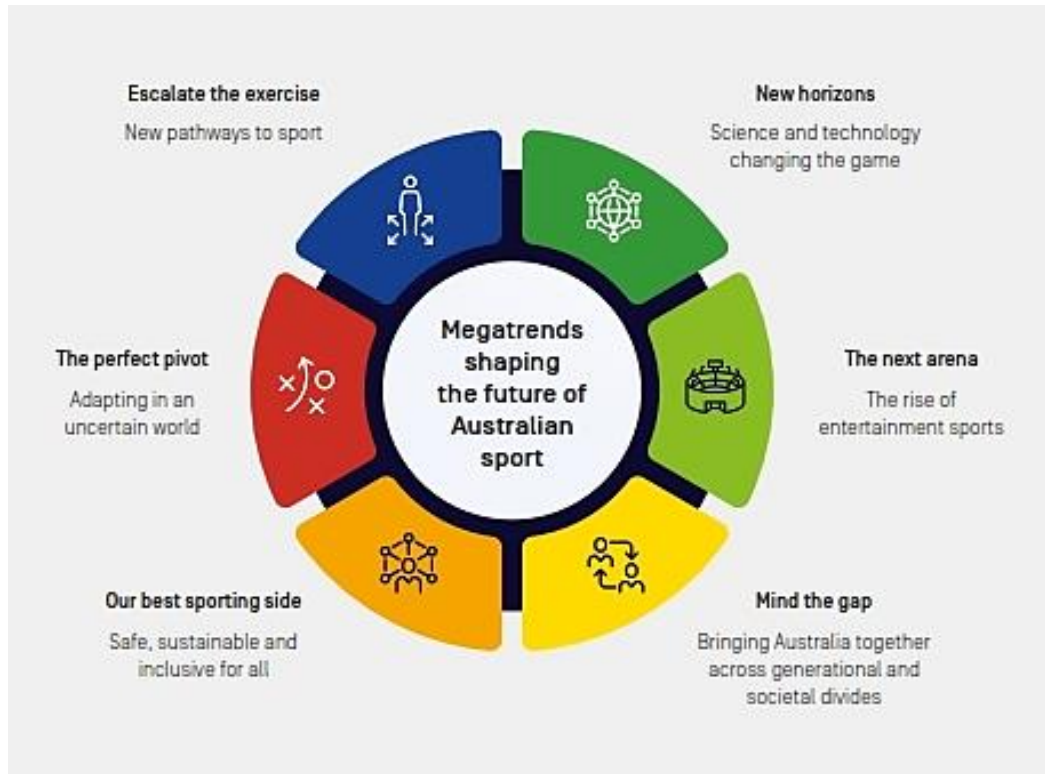 Escalate the exercise
New pathways to sport
New horizons
Science and technology
changing the game
Megatrends
shaping
the future of
Australian
sport
The perfect pivot
Adapting in an
uncertain world
The next arena
The rise of
entertainment sports
Our best sporting side
Safe, sustainable and
inclusive for all
Mind the gap
Bringing Australia together
across generational and
societal divides